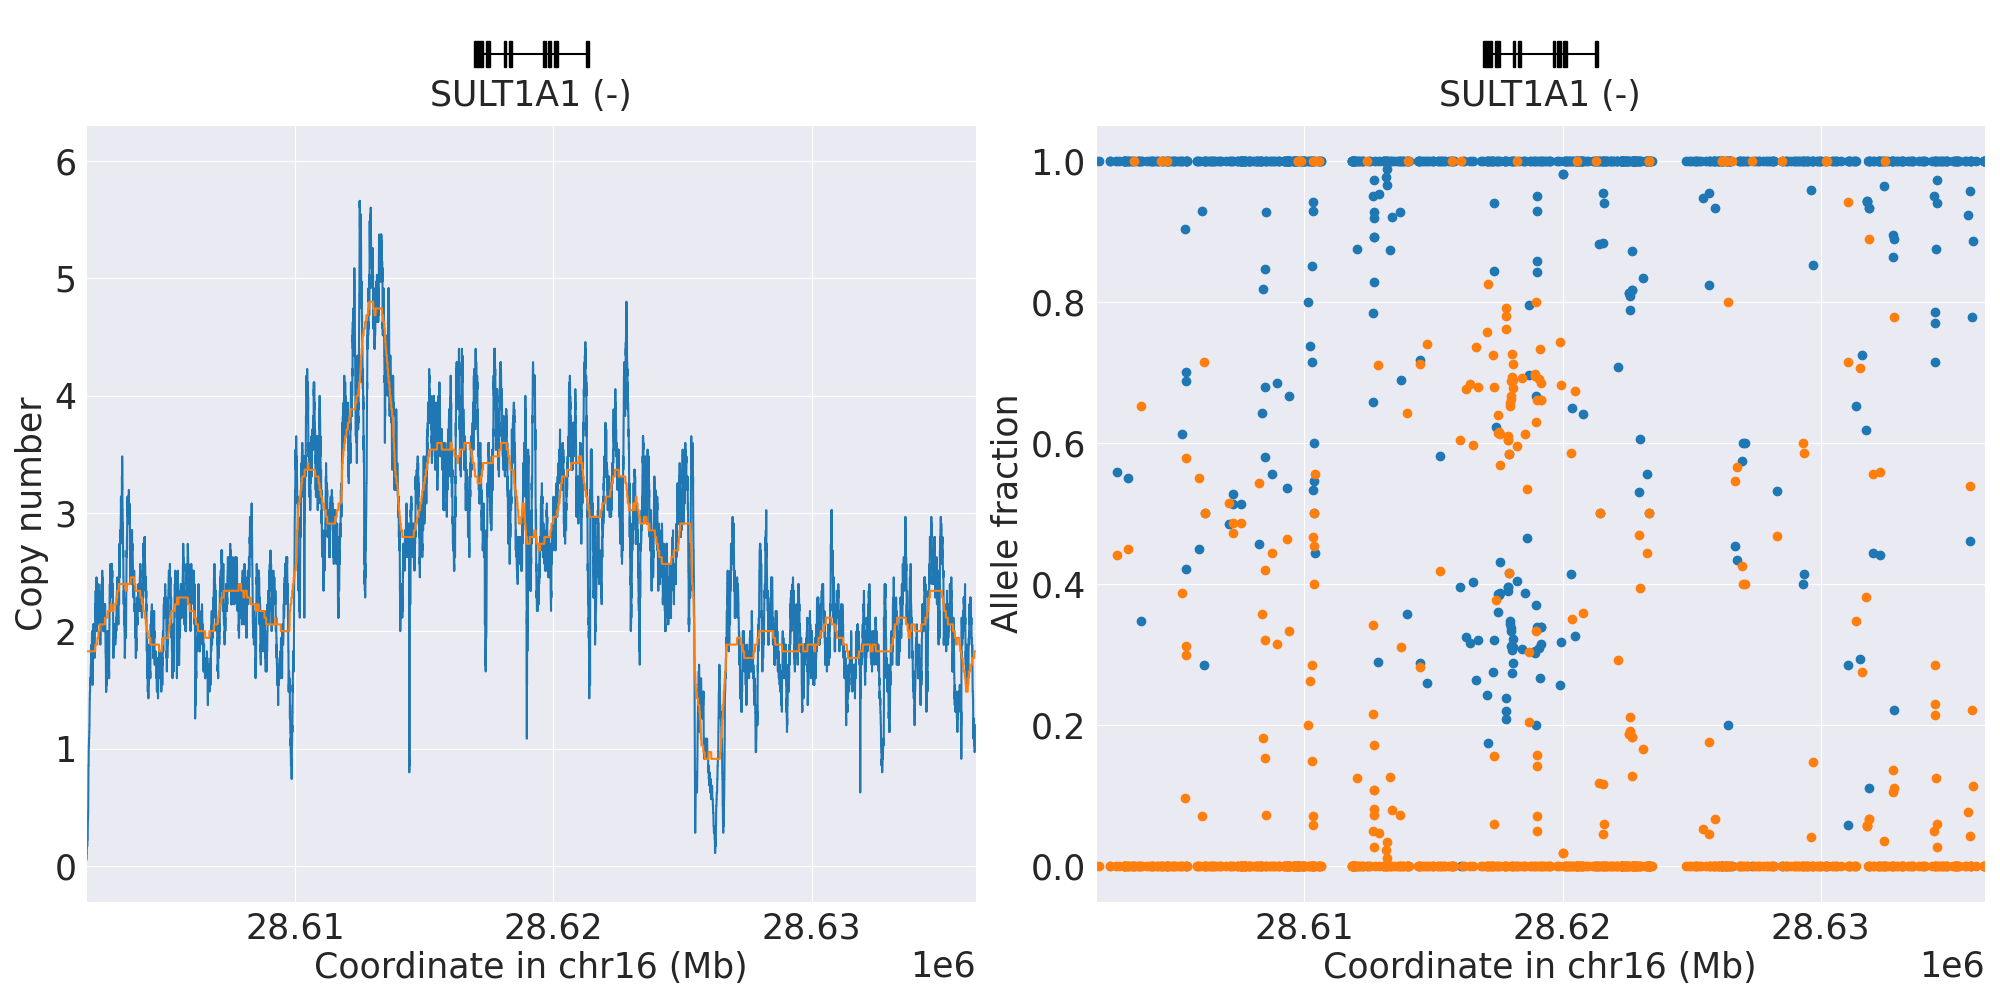 SULT1A1 (-)
6
5
4
3
2
1
0
Copy number
28.61
28.62
28.63
Coordinate in chr16 (Mb)
1e6
SULT1A1 (-)
1.0
0.8
0.6
0.4
0.2
0.0
Allele fraction
28.61
28.62
28.63
Coordinate in chr16 (Mb)
1e6